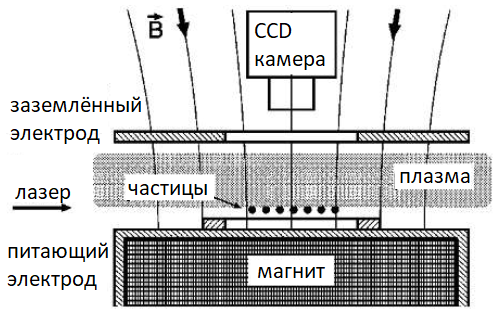 B
CCD
камера
заземлённый
электрод
плазма
частицы
лазер
питающий
электрод
магнит